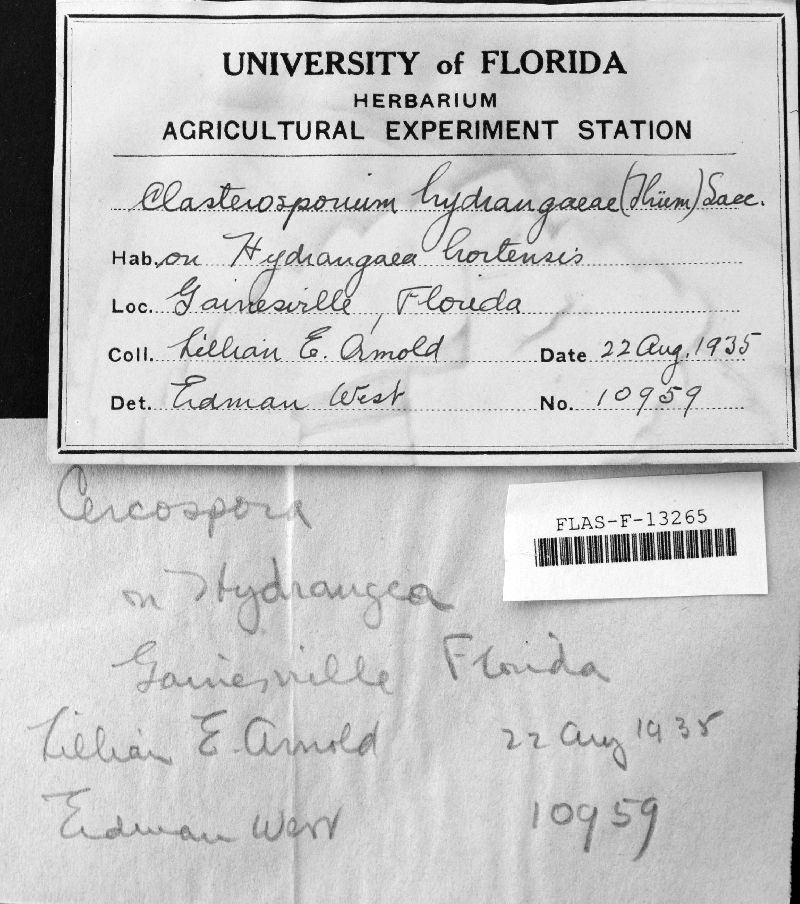 UNIVERSITY of FLORIDA
HERBARIUM
AGRICULTURAL EXPERIMENT STATION
Clasterosporium hydrangaeae (Thüm) Sacc.
Hab. on Hydrangaea hortensis
Loc. Gainesville, Florida
Coll. Lillian E. Arnold Date 22 Aug. 1935
Det. Erdman West No. 10959
FLAS-F-13265
Cercospora
on Hydrangea
Gainesville Florida
Lillian E. Arnold 22 Aug 1935
Erdman West 10959